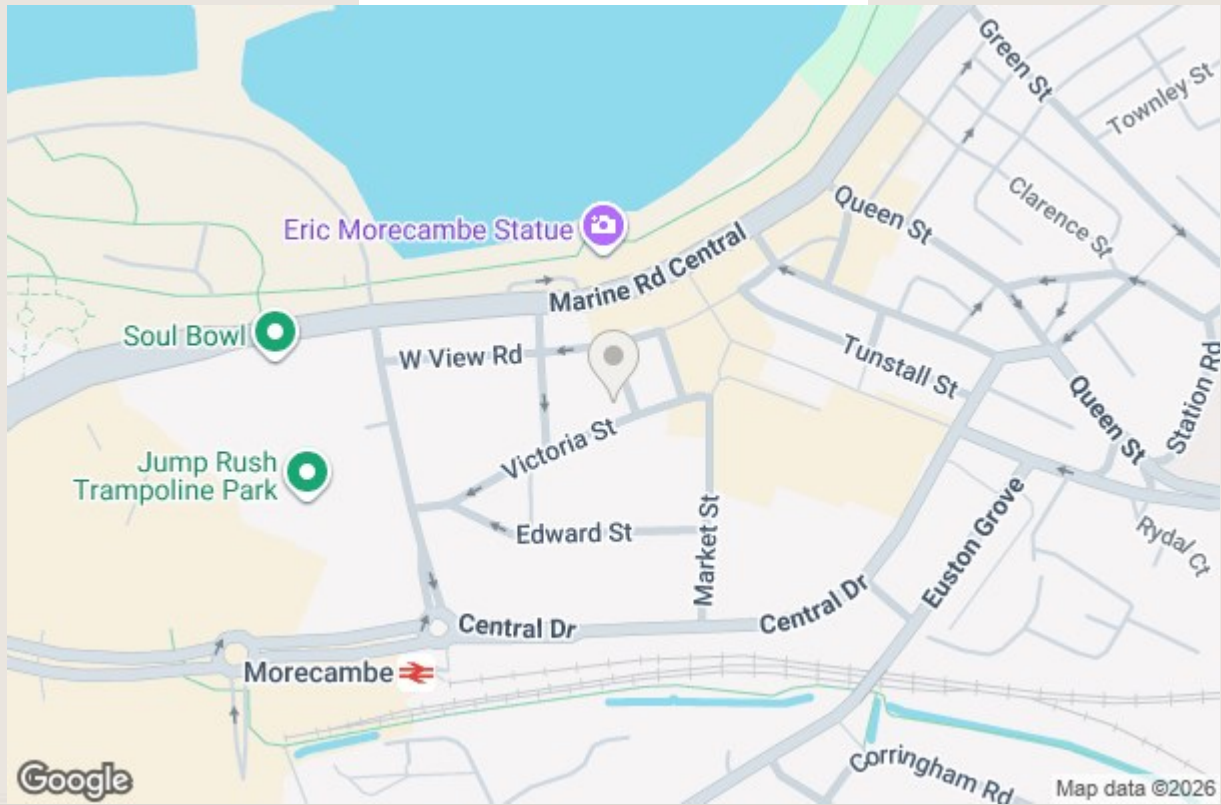 Green St
Townley St
Clarence St
Queen St
Eric Morecambe Statue
Marine Rd Central
Soul Bowl
W View Rd
Tunstall St
Station Rd
Queen St
Victoria St
Jump Rush
Trampoline Park
Edward St
Market St
Euston Grove
Rydal Ct
Central Dr
Central Dr
Morecambe
Corringham Rd
Google
Map data ©2026